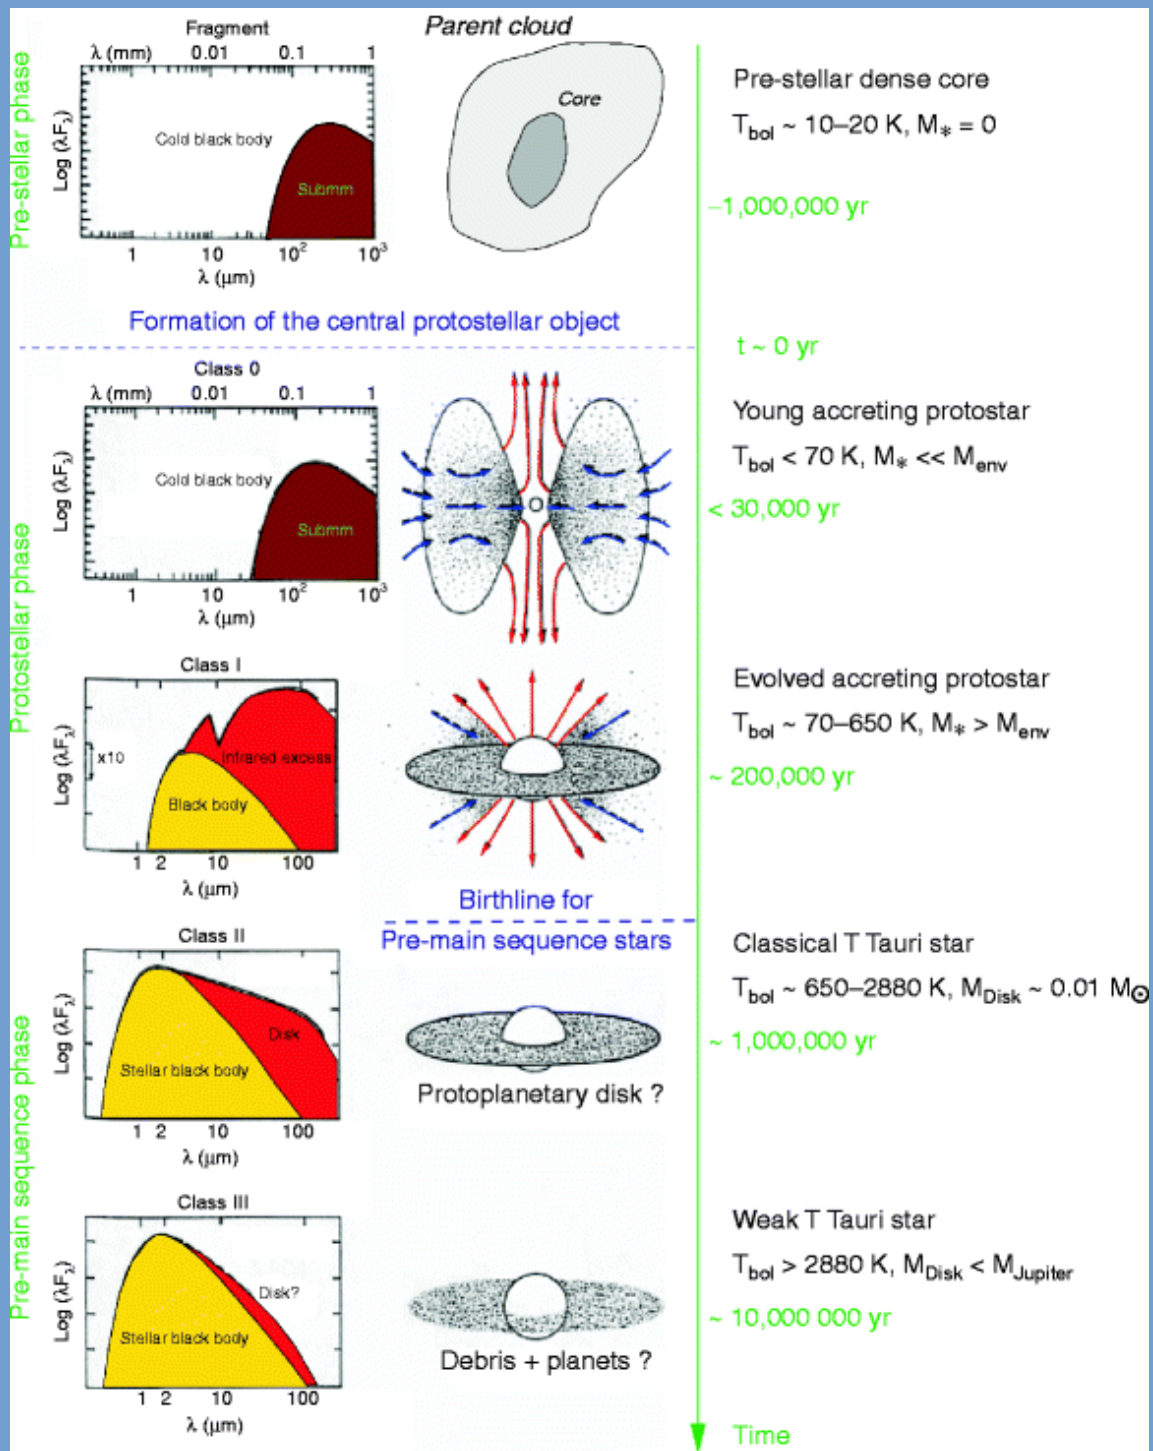 Pre-stellar phase
Fragment
λ (mm) 0.01 0.1 1
Log (λF_λ)
Cold black body
Submm
1 10 10² 10³
λ (μm)
Parent cloud
Core
Pre-stellar dense core
T_bol ~ 10–20 K, M_* = 0
–1,000,000 yr
Formation of the central protostellar object
t ~ 0 yr
Protostellar phase
Class 0
λ (mm) 0.01 0.1 1
Log (λF_λ)
Cold black body
Submm
1 10 10² 10³
λ (μm)
Young accreting protostar
T_bol < 70 K, M_* << M_env
< 30,000 yr
Class I
Log (λF_λ)
x10
Infrared excess
Black body
1 2 10 100
λ (μm)
Evolved accreting protostar
T_bol ~ 70–650 K, M_* > M_env
~ 200,000 yr
Birthline for
Pre-main sequence stars
Pre-main sequence phase
Class II
Log (λF_λ)
Disk
Stellar black body
1 2 10 100
λ (μm)
Protoplanetary disk ?
Classical T Tauri star
T_bol ~ 650–2880 K, M_Disk ~ 0.01 M_⊙
~ 1,000,000 yr
Class III
Log (λF_λ)
Disk?
Stellar black body
1 2 10 100
λ (μm)
Debris + planets ?
Weak T Tauri star
T_bol > 2880 K, M_Disk < M_Jupiter
~ 10,000 000 yr
Time